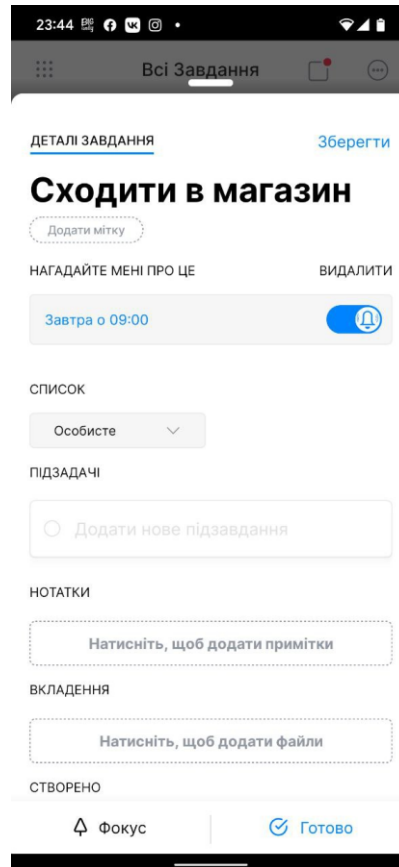 23:44
Всі Завдання
ДЕТАЛІ ЗАВДАННЯ
Зберегти
Сходити в магазин
Додати мітку
НАГАДАЙТЕ МЕНІ ПРО ЦЕ
ВИДАЛИТИ
Завтра о 09:00
СПИСОК
Особисте
ПІДЗАДАЧІ
Додати нове підзавдання
НОТАТКИ
Натисніть, щоб додати примітки
ВКЛАДЕННЯ
Натисніть, щоб додати файли
СТВОРЕНО
Фокус
Готово